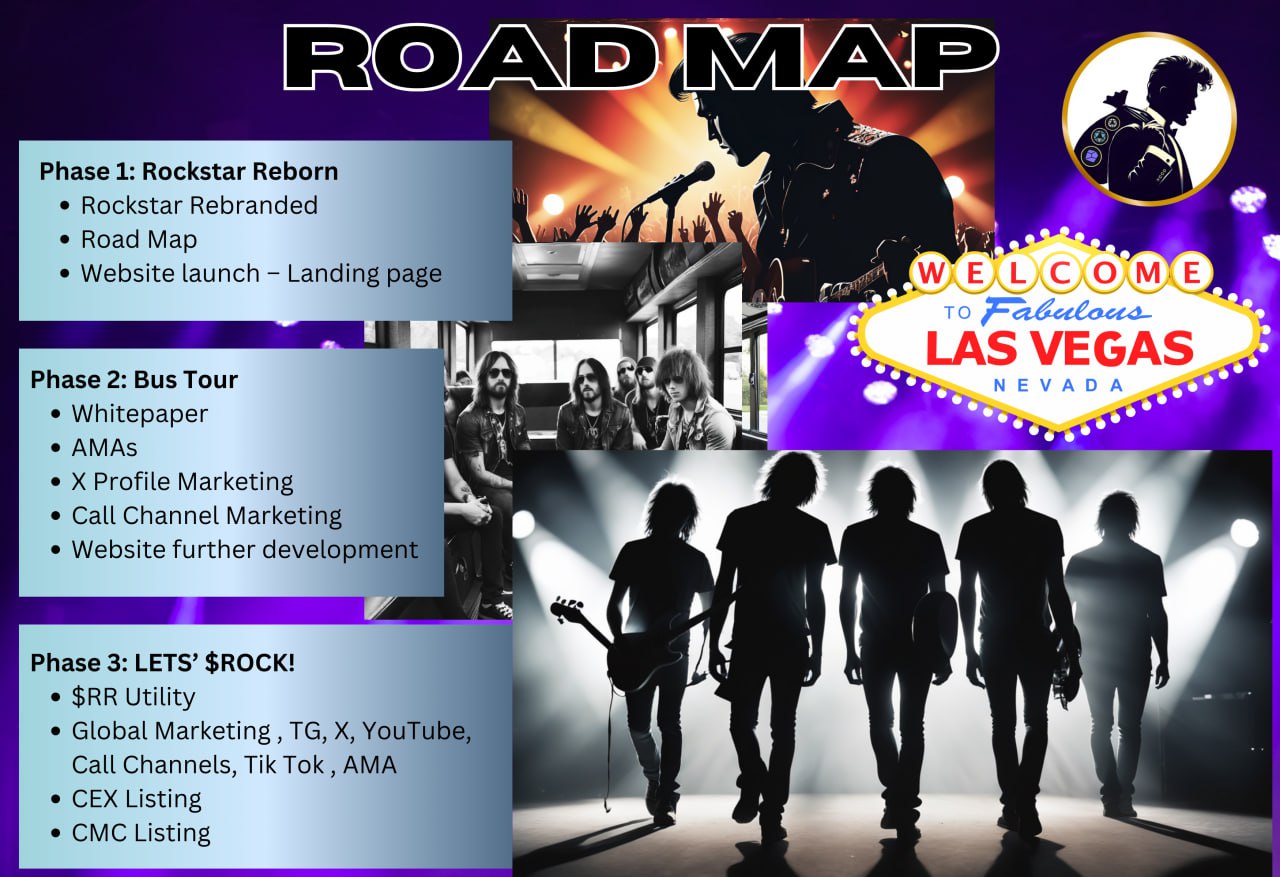 ROAD MAP
Phase 1: Rockstar Reborn
• Rockstar Rebranded
• Road Map
• Website launch – Landing page
WELCOME
TO Fabulous
LAS VEGAS
NEVADA
Phase 2: Bus Tour
• Whitepaper
• AMAs
• X Profile Marketing
• Call Channel Marketing
• Website further development
Phase 3: LETS’ $ROCK!
• $RR Utility
• Global Marketing , TG, X, YouTube,
Call Channels, Tik Tok , AMA
• CEX Listing
• CMC Listing